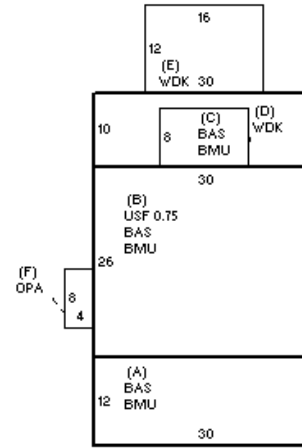 16
12
(E)
WDK 30
10
8
(C)
BAS
BMU
(D)
WDK
30
(B)
USF 0.75
BAS
BMU
26
(F)
OPA
8
4
(A)
BAS
BMU
12
30